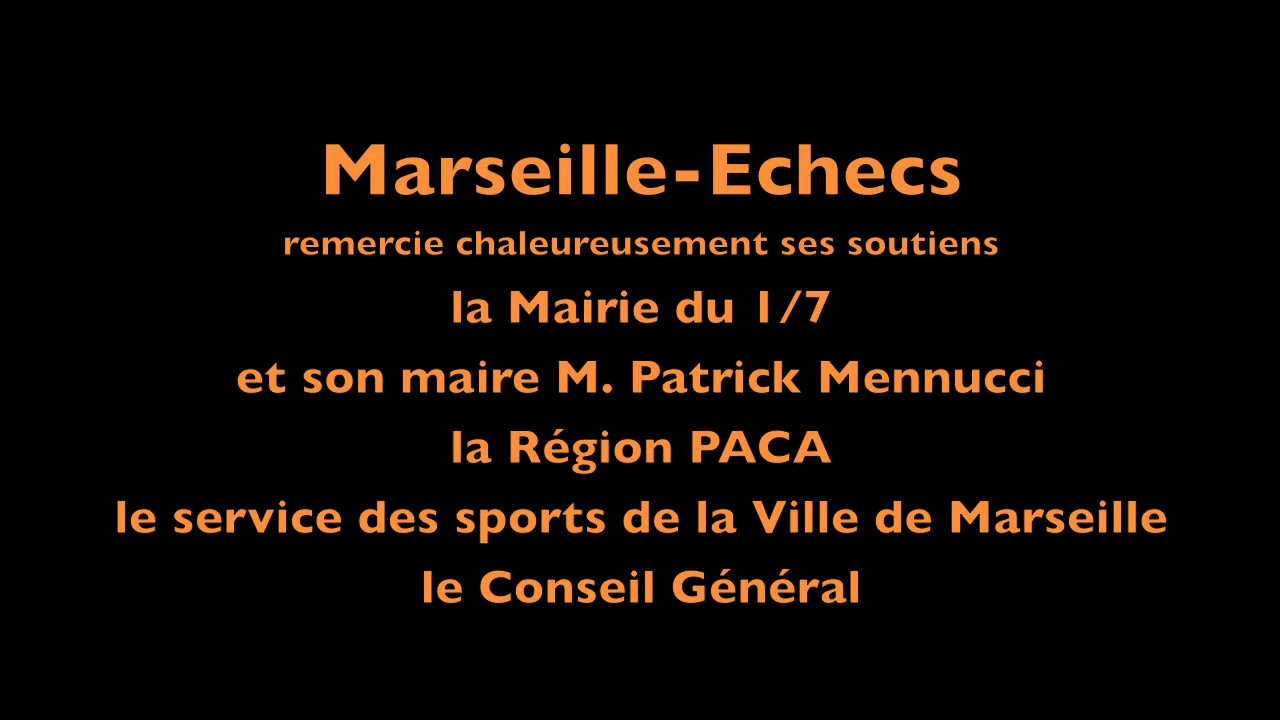 Marseille-Echecs
remercie chaleureusement ses soutiens
la Mairie du 1/7
et son maire M. Patrick Mennucci
la Région PACA
le service des sports de la Ville de Marseille
le Conseil Général